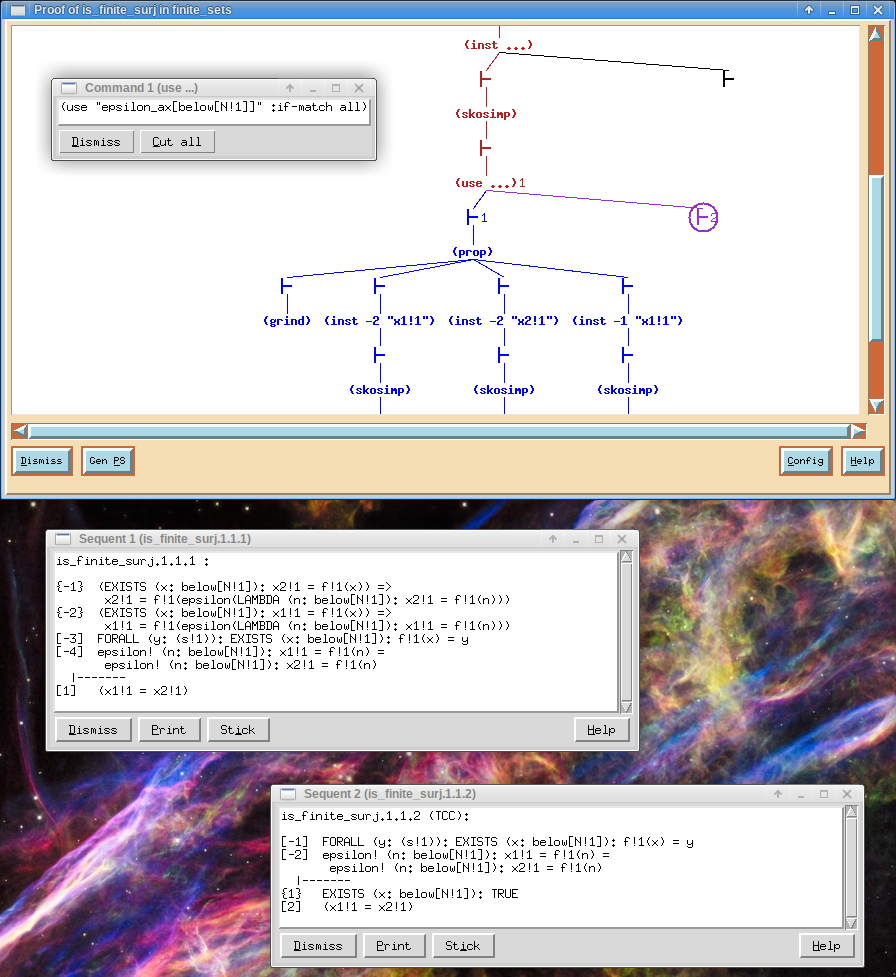 Proof of is_finite_surj in finite_sets
(inst ...)
Command 1 (use ...)
(use "epsilon_ax[below[N!1]]" :if-match all)
Dismiss Cut all
(skosimp)
(use ...)1
1
2
(prop)
(grind) (inst -2 "x1!1") (inst -2 "x2!1") (inst -1 "x1!1")
(skosimp) (skosimp) (skosimp)
Dismiss Gen PS Config Help
Sequent 1 (is_finite_surj.1.1.1)
is_finite_surj.1.1.1 :
{-1} (EXISTS (x: below[N!1]): x2!1 = f!1(x)) =>
x2!1 = f!1(epsilon(LAMBDA (n: below[N!1]): x2!1 = f!1(n)))
{-2} (EXISTS (x: below[N!1]): x1!1 = f!1(x)) =>
x1!1 = f!1(epsilon(LAMBDA (n: below[N!1]): x1!1 = f!1(n)))
[-3] FORALL (y: (s!1)): EXISTS (x: below[N!1]): f!1(x) = y
[-4] epsilon! (n: below[N!1]): x1!1 = f!1(n) =
epsilon! (n: below[N!1]): x2!1 = f!1(n)
|-------
[1] (x1!1 = x2!1)
Dismiss Print Stick Help
Sequent 2 (is_finite_surj.1.1.2)
is_finite_surj.1.1.2 (TCC):
[-1] FORALL (y: (s!1)): EXISTS (x: below[N!1]): f!1(x) = y
[-2] epsilon! (n: below[N!1]): x1!1 = f!1(n) =
epsilon! (n: below[N!1]): x2!1 = f!1(n)
|-------
{1} EXISTS (x: below[N!1]): TRUE
[2] (x1!1 = x2!1)
Dismiss Print Stick Help